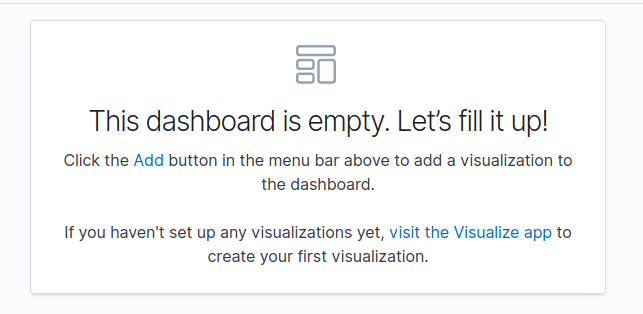 This dashboard is empty. Let’s fill it up!
Click the Add button in the menu bar above to add a visualization to
the dashboard.
If you haven't set up any visualizations yet, visit the Visualize app to
create your first visualization.